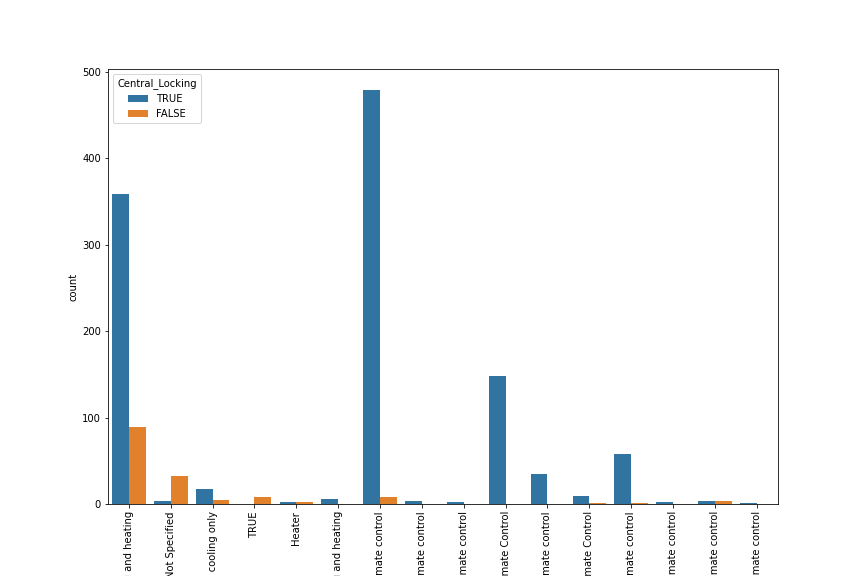 Central_Locking
TRUE
FALSE
500
400
300
200
100
0
count
and heating
Not Specified
cooling only
TRUE
Heater
and heating
mate control
mate control
mate control
mate Control
mate control
mate Control
mate control
mate control
mate control
mate control